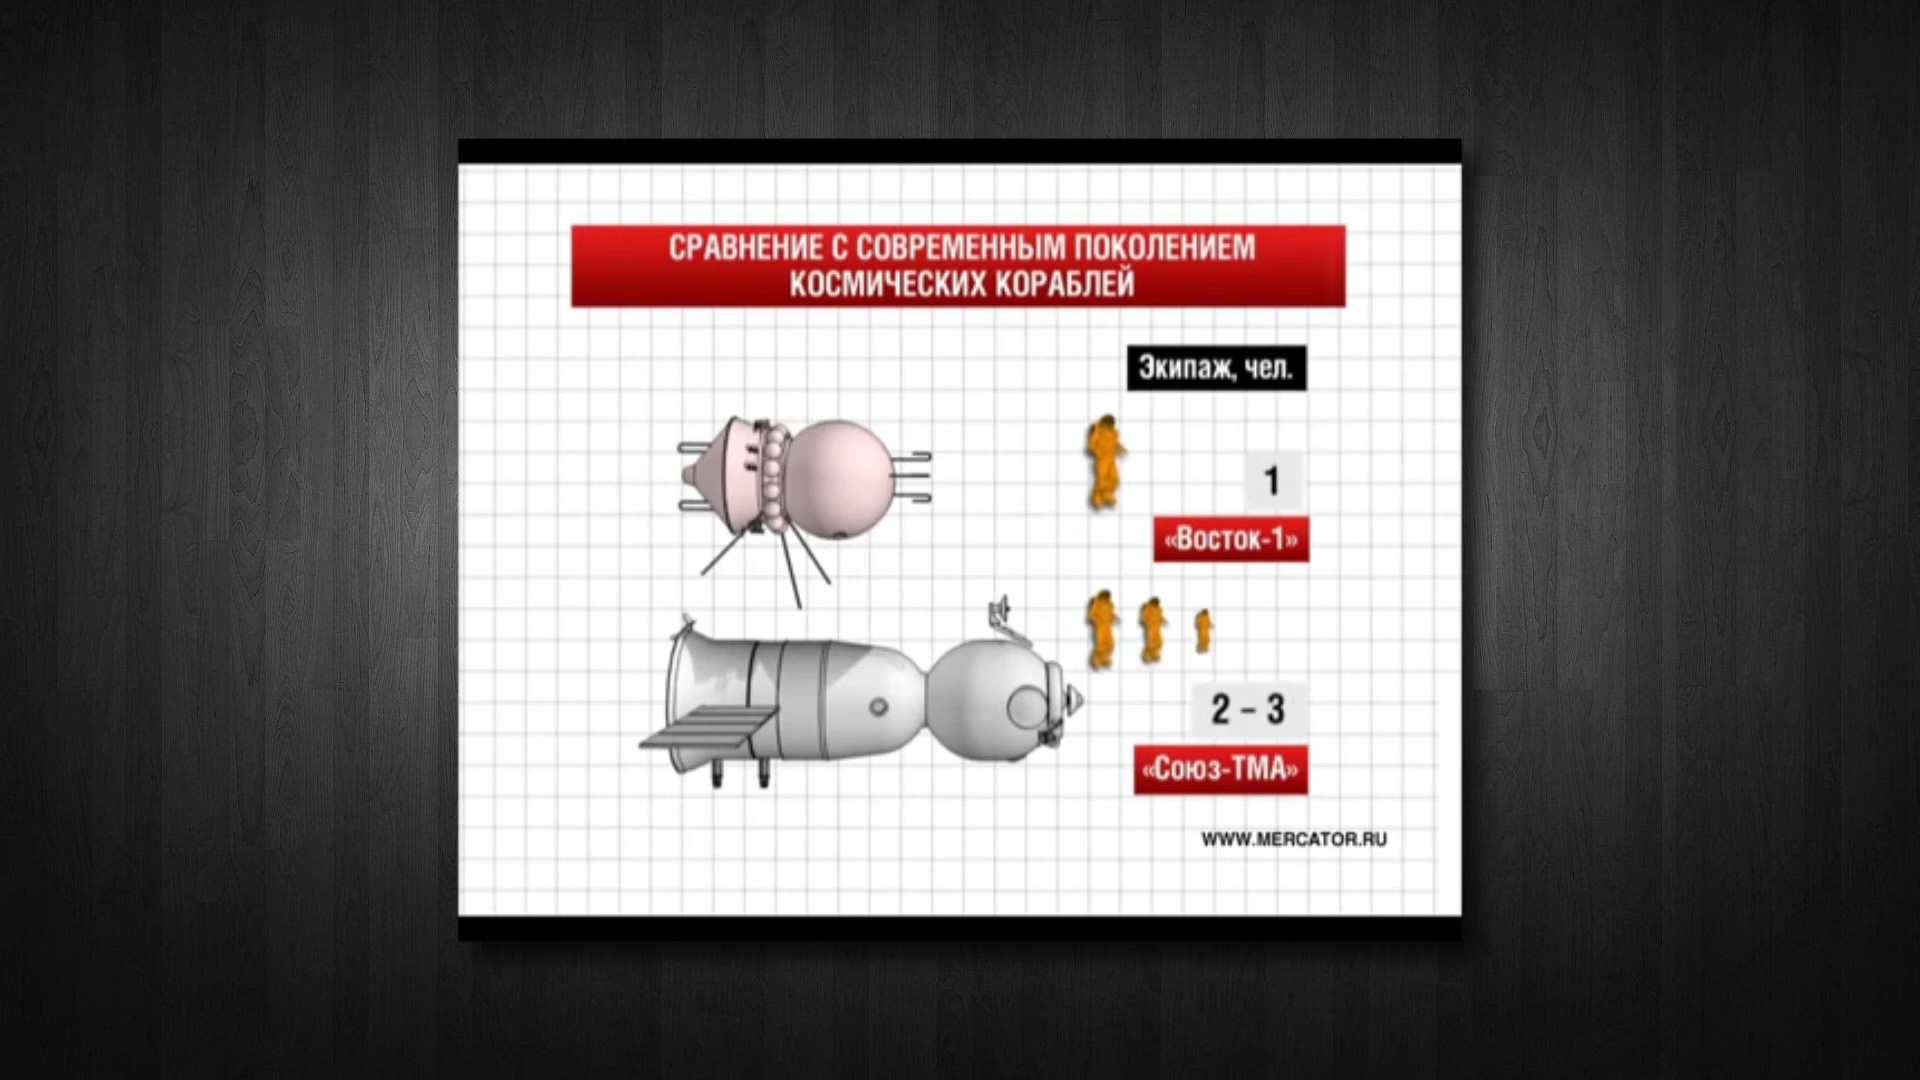 СРАВНЕНИЕ С СОВРЕМЕННЫМ ПОКОЛЕНИЕМ
КОСМИЧЕСКИХ КОРАБЛЕЙ
Экипаж, чел.
1
«Восток-1»
2 – 3
«Союз-ТМА»
WWW.MERCATOR.RU